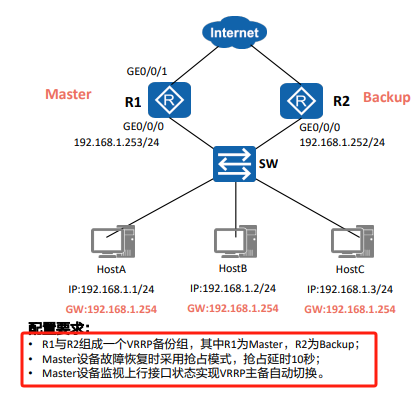 Internet
GE0/0/1
Master
R1
R2
Backup
GE0/0/0
GE0/0/0
192.168.1.253/24
192.168.1.252/24
SW
HostA
HostB
HostC
IP:192.168.1.1/24
IP:192.168.1.2/24
IP:192.168.1.3/24
GW:192.168.1.254
GW:192.168.1.254
GW:192.168.1.254
配置要求：
• R1与R2组成一个VRRP备份组，其中R1为Master，R2为Backup；
• Master设备故障恢复时采用抢占模式，抢占延时10秒；
• Master设备监视上行接口状态实现VRRP主备自动切换。